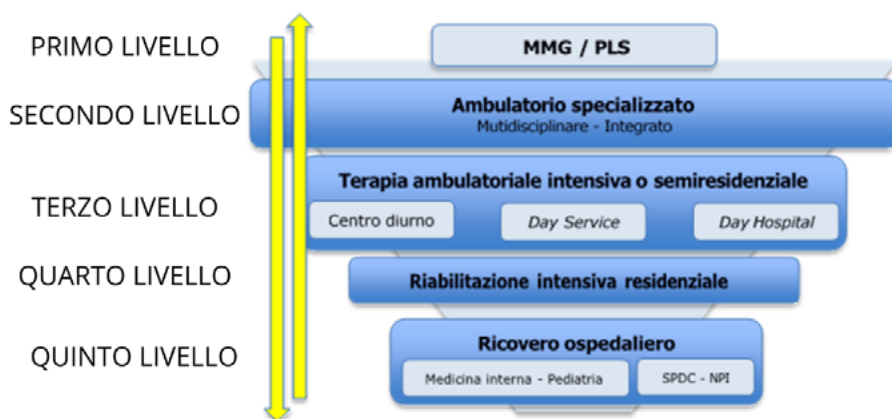 PRIMO LIVELLO
MMG / PLS
SECONDO LIVELLO
Ambulatorio specializzato
Mutidisciplinare - Integrato
TERZO LIVELLO
Terapia ambulatoriale intensiva o semiresidenziale
Centro diurno
Day Service
Day Hospital
QUARTO LIVELLO
Riabilitazione intensiva residenziale
QUINTO LIVELLO
Ricovero ospedaliero
Medicina interna - Pediatria
SPDC - NPI